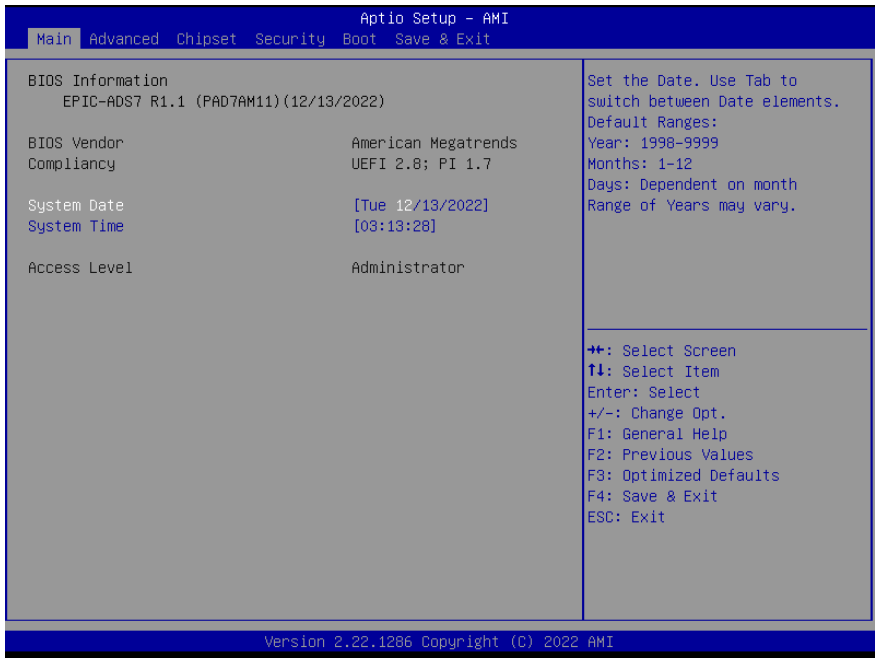 Aptio Setup – AMI
Main Advanced Chipset Security Boot Save & Exit
BIOS Information
EPIC-ADS7 R1.1 (PAD7AM11)(12/13/2022)
BIOS Vendor American Megatrends
Compliancy UEFI 2.8; PI 1.7
System Date [Tue 12/13/2022]
System Time [03:13:28]
Access Level Administrator
Set the Date. Use Tab to
switch between Date elements.
Default Ranges:
Year: 1998-9999
Months: 1-12
Days: Dependent on month
Range of Years may vary.
→←: Select Screen
↑↓: Select Item
Enter: Select
+/-: Change Opt.
F1: General Help
F2: Previous Values
F3: Optimized Defaults
F4: Save & Exit
ESC: Exit
Version 2.22.1286 Copyright (C) 2022 AMI